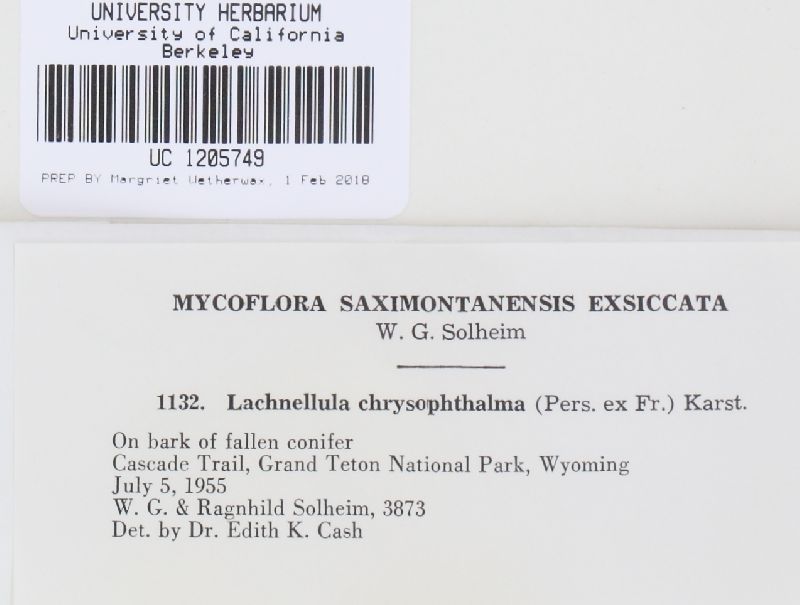 UNIVERSITY HERBARIUM
University of California
Berkeley
UC 1205749
PREP BY Margriet Wetherwax, 1 Feb 2018
MYCOFLORA SAXIMONTANENSIS EXSICCATA
W. G. Solheim
1132. Lachnellula chrysophthalma (Pers. ex Fr.) Karst.
On bark of fallen conifer
Cascade Trail, Grand Teton National Park, Wyoming
July 5, 1955
W. G. & Ragnhild Solheim, 3873
Det. by Dr. Edith K. Cash